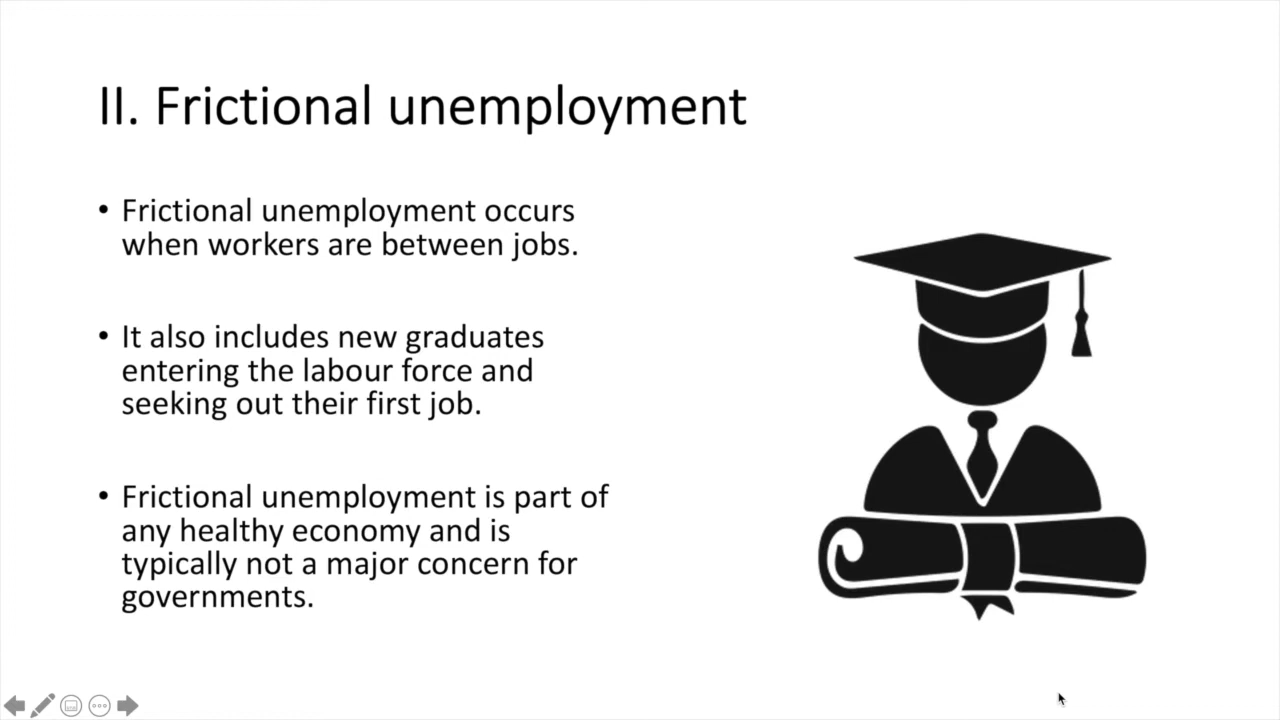 II. Frictional unemployment
• Frictional unemployment occurs
when workers are between jobs.
• It also includes new graduates
entering the labour force and
seeking out their first job.
• Frictional unemployment is part of
any healthy economy and is
typically not a major concern for
governments.